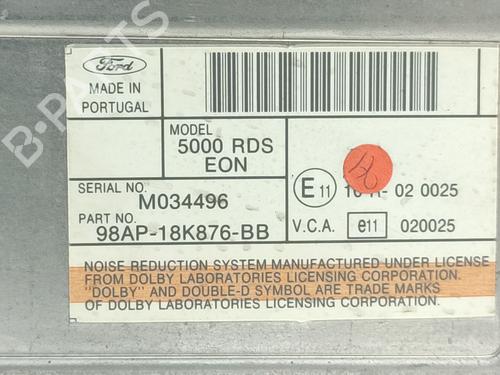 Ford
MADE IN
PORTUGAL
MODEL
5000 RDS
EON
SERIAL NO.
M034496
PART NO.
98AP-18K876-BB
E 11 10 R- 02 0025
V.C.A. e11 020025
NOISE REDUCTION SYSTEM MANUFACTURED UNDER LICENSE
FROM DOLBY LABORATORIES LICENSING CORPORATION.
"DOLBY" AND DOUBLE-D SYMBOL ARE TRADE MARKS
OF DOLBY LABORATORIES LICENSING CORPORATION.
B-PARTS